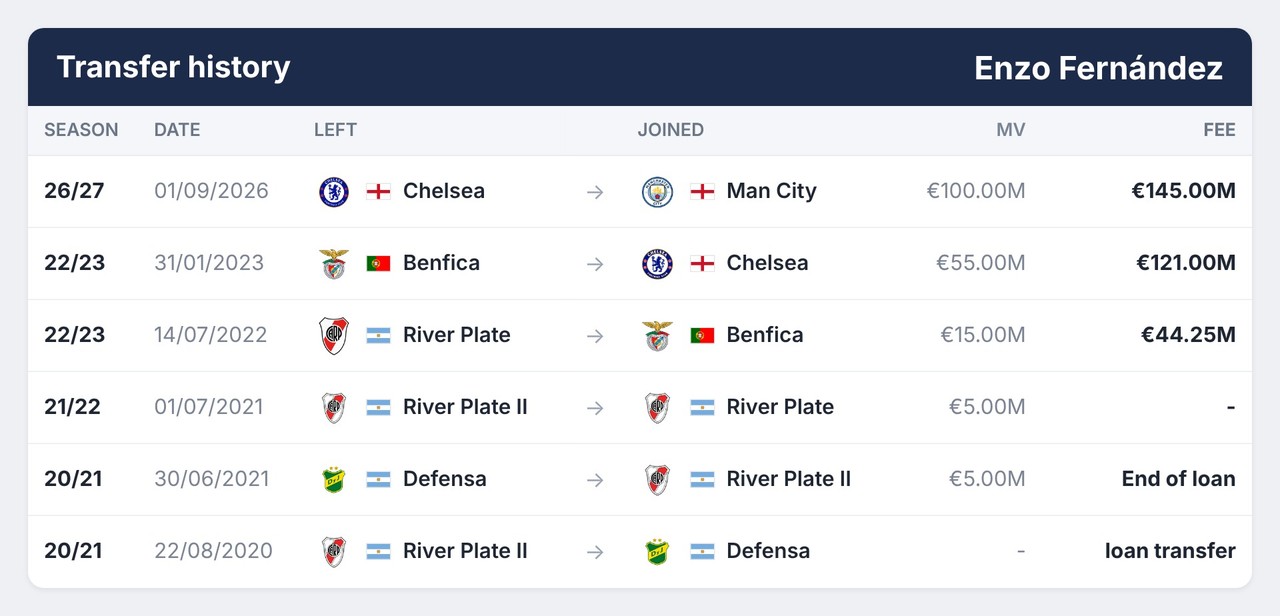 Transfer history Enzo Fernández
SEASON DATE LEFT JOINED MV FEE
26/27 01/09/2026 Chelsea → Man City €100.00M €145.00M
22/23 31/01/2023 Benfica → Chelsea €55.00M €121.00M
22/23 14/07/2022 River Plate → Benfica €15.00M €44.25M
21/22 01/07/2021 River Plate II → River Plate €5.00M -
20/21 30/06/2021 Defensa → River Plate II €5.00M End of loan
20/21 22/08/2020 River Plate II → Defensa - loan transfer